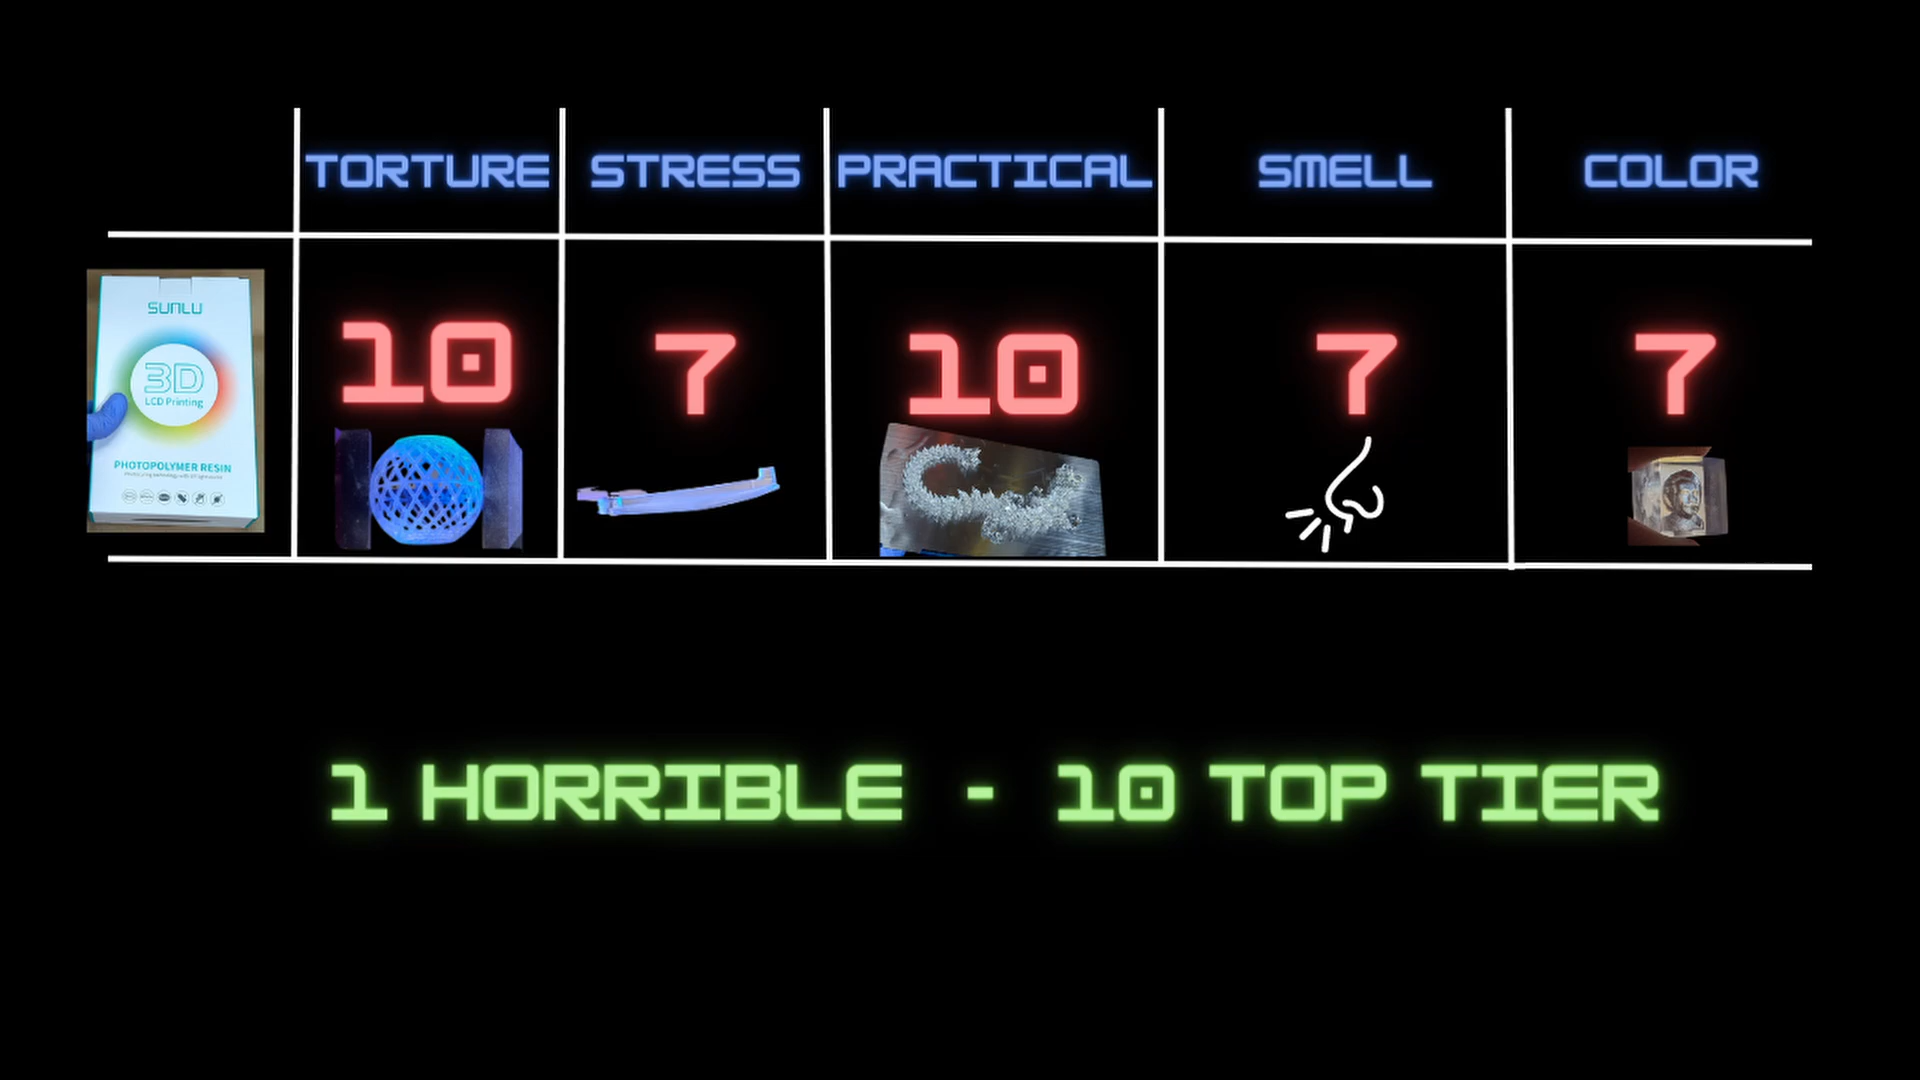 TORTURE STRESS PRACTICAL SMELL COLOR
SUNLU
3D
LCD Printing
PHOTOPOLYMER RESIN
10 7 10 7 7
1 HORRIBLE - 10 TOP TIER